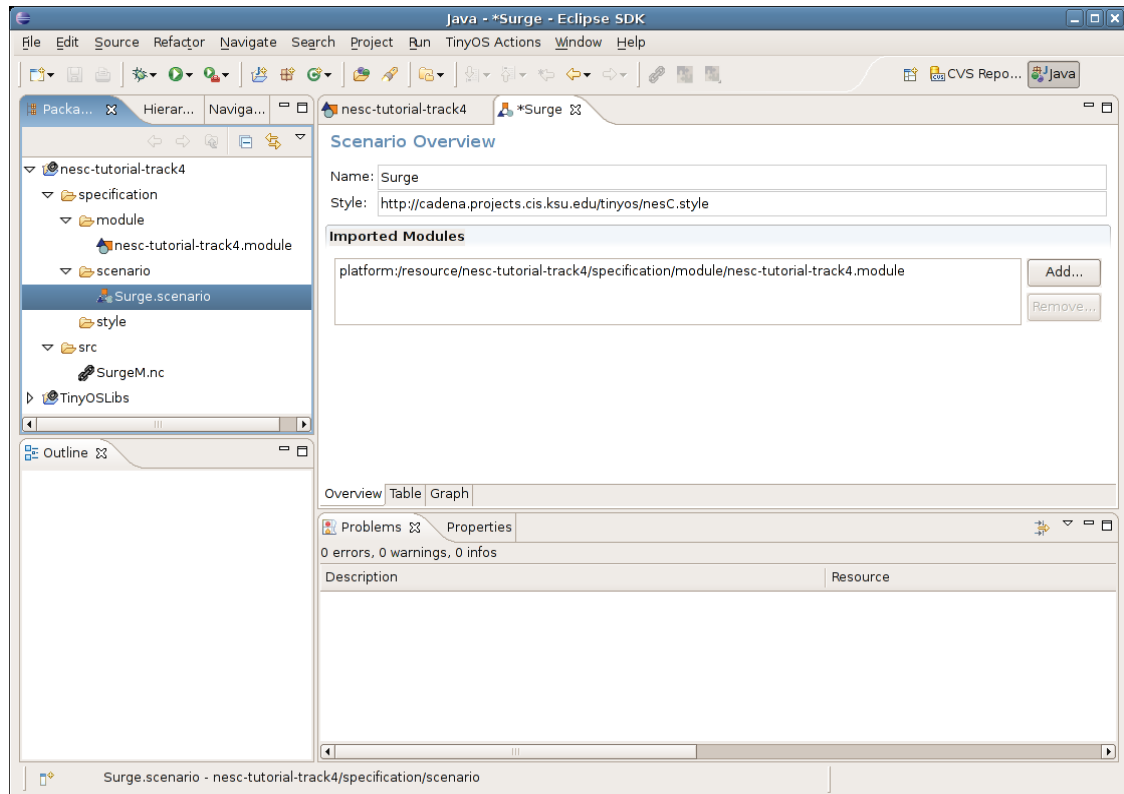 Java - *Surge - Eclipse SDK
File Edit Source Refactor Navigate Search Project Run TinyOS Actions Window Help
CVS Repo... Java
Packa... Hierar... Naviga...
nesc-tutorial-track4 *Surge
nesc-tutorial-track4
specification
module
nesc-tutorial-track4.module
scenario
Surge.scenario
style
src
SurgeM.nc
TinyOSLibs
Outline
Scenario Overview
Name: Surge
Style: http://cadena.projects.cis.ksu.edu/tinyos/nesC.style
Imported Modules
platform:/resource/nesc-tutorial-track4/specification/module/nesc-tutorial-track4.module
Add...
Remove...
Overview Table Graph
Problems Properties
0 errors, 0 warnings, 0 infos
Description Resource
Surge.scenario - nesc-tutorial-track4/specification/scenario